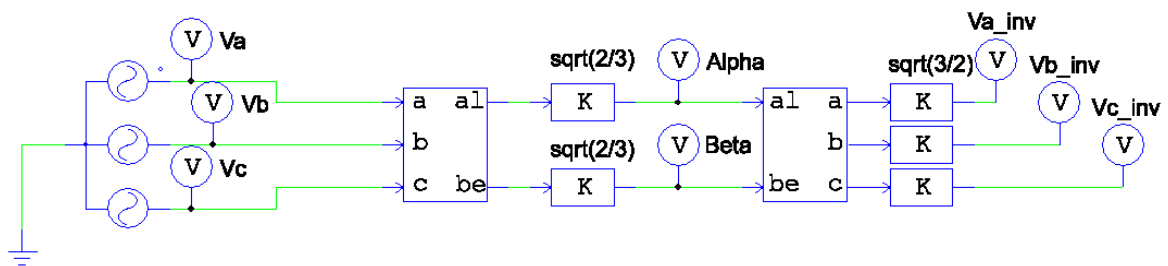 V Va
V Vb
V Vc
a al
b
c be
sqrt(2/3)
K
sqrt(2/3)
K
V Alpha
V Beta
al a
b
be c
sqrt(3/2)
K
K
K
Va_inv
V
Vb_inv
V
Vc_inv
V